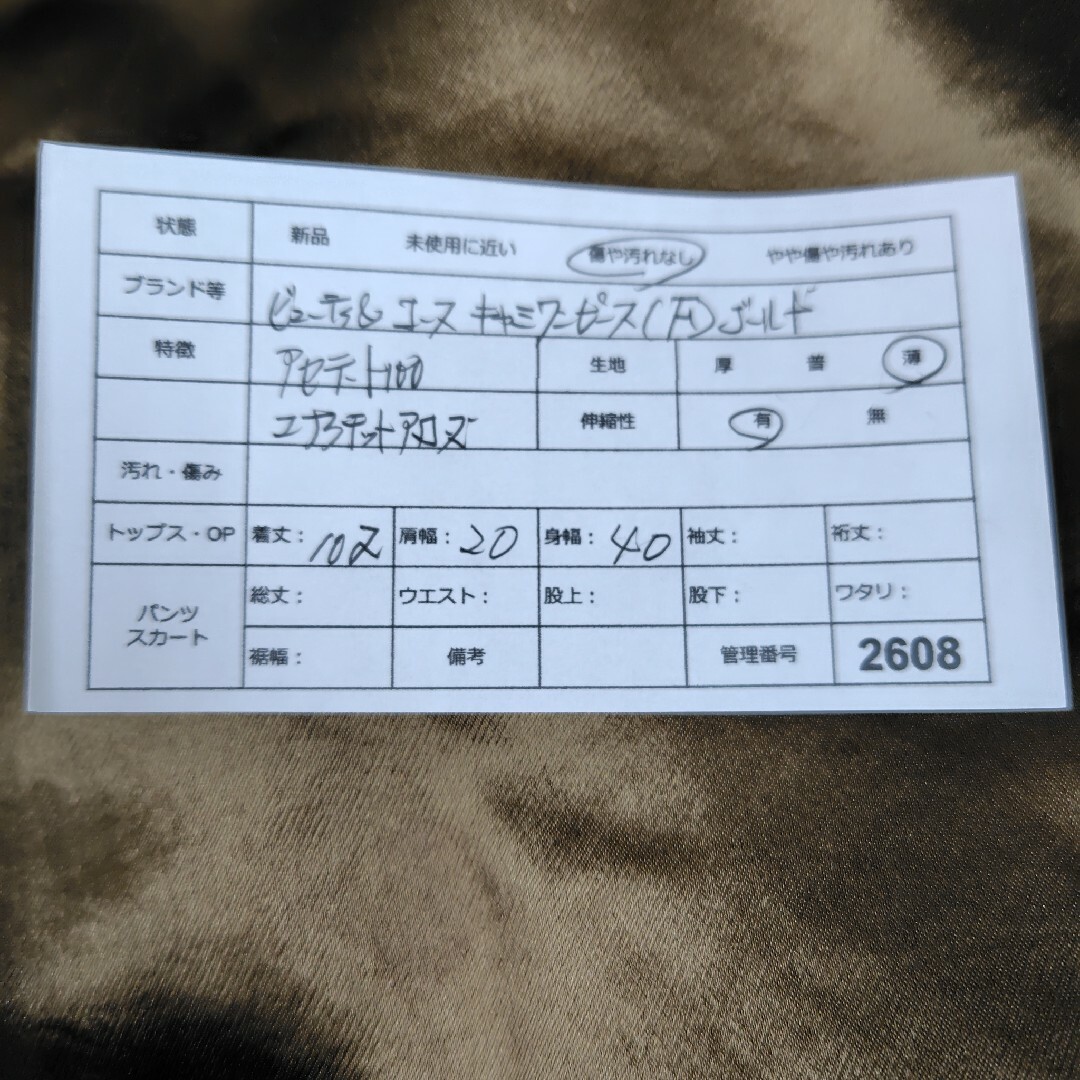 状態 新品 未使用に近い 傷や汚れなし やや傷や汚れあり
ブランド等 ビューティ& ユース キャミワンピース(F)ゴールド
特徴 アセテート100 生地 厚 普 薄
ユナイテットアローズ 伸縮性 有 無
汚れ・傷み
トップス・OP 着丈: 102 肩幅: 20 身幅: 40 袖丈: 裄丈:
パンツ 総丈: ウエスト: 股上: 股下: ワタリ:
スカート 裾幅: 備考 管理番号 2608